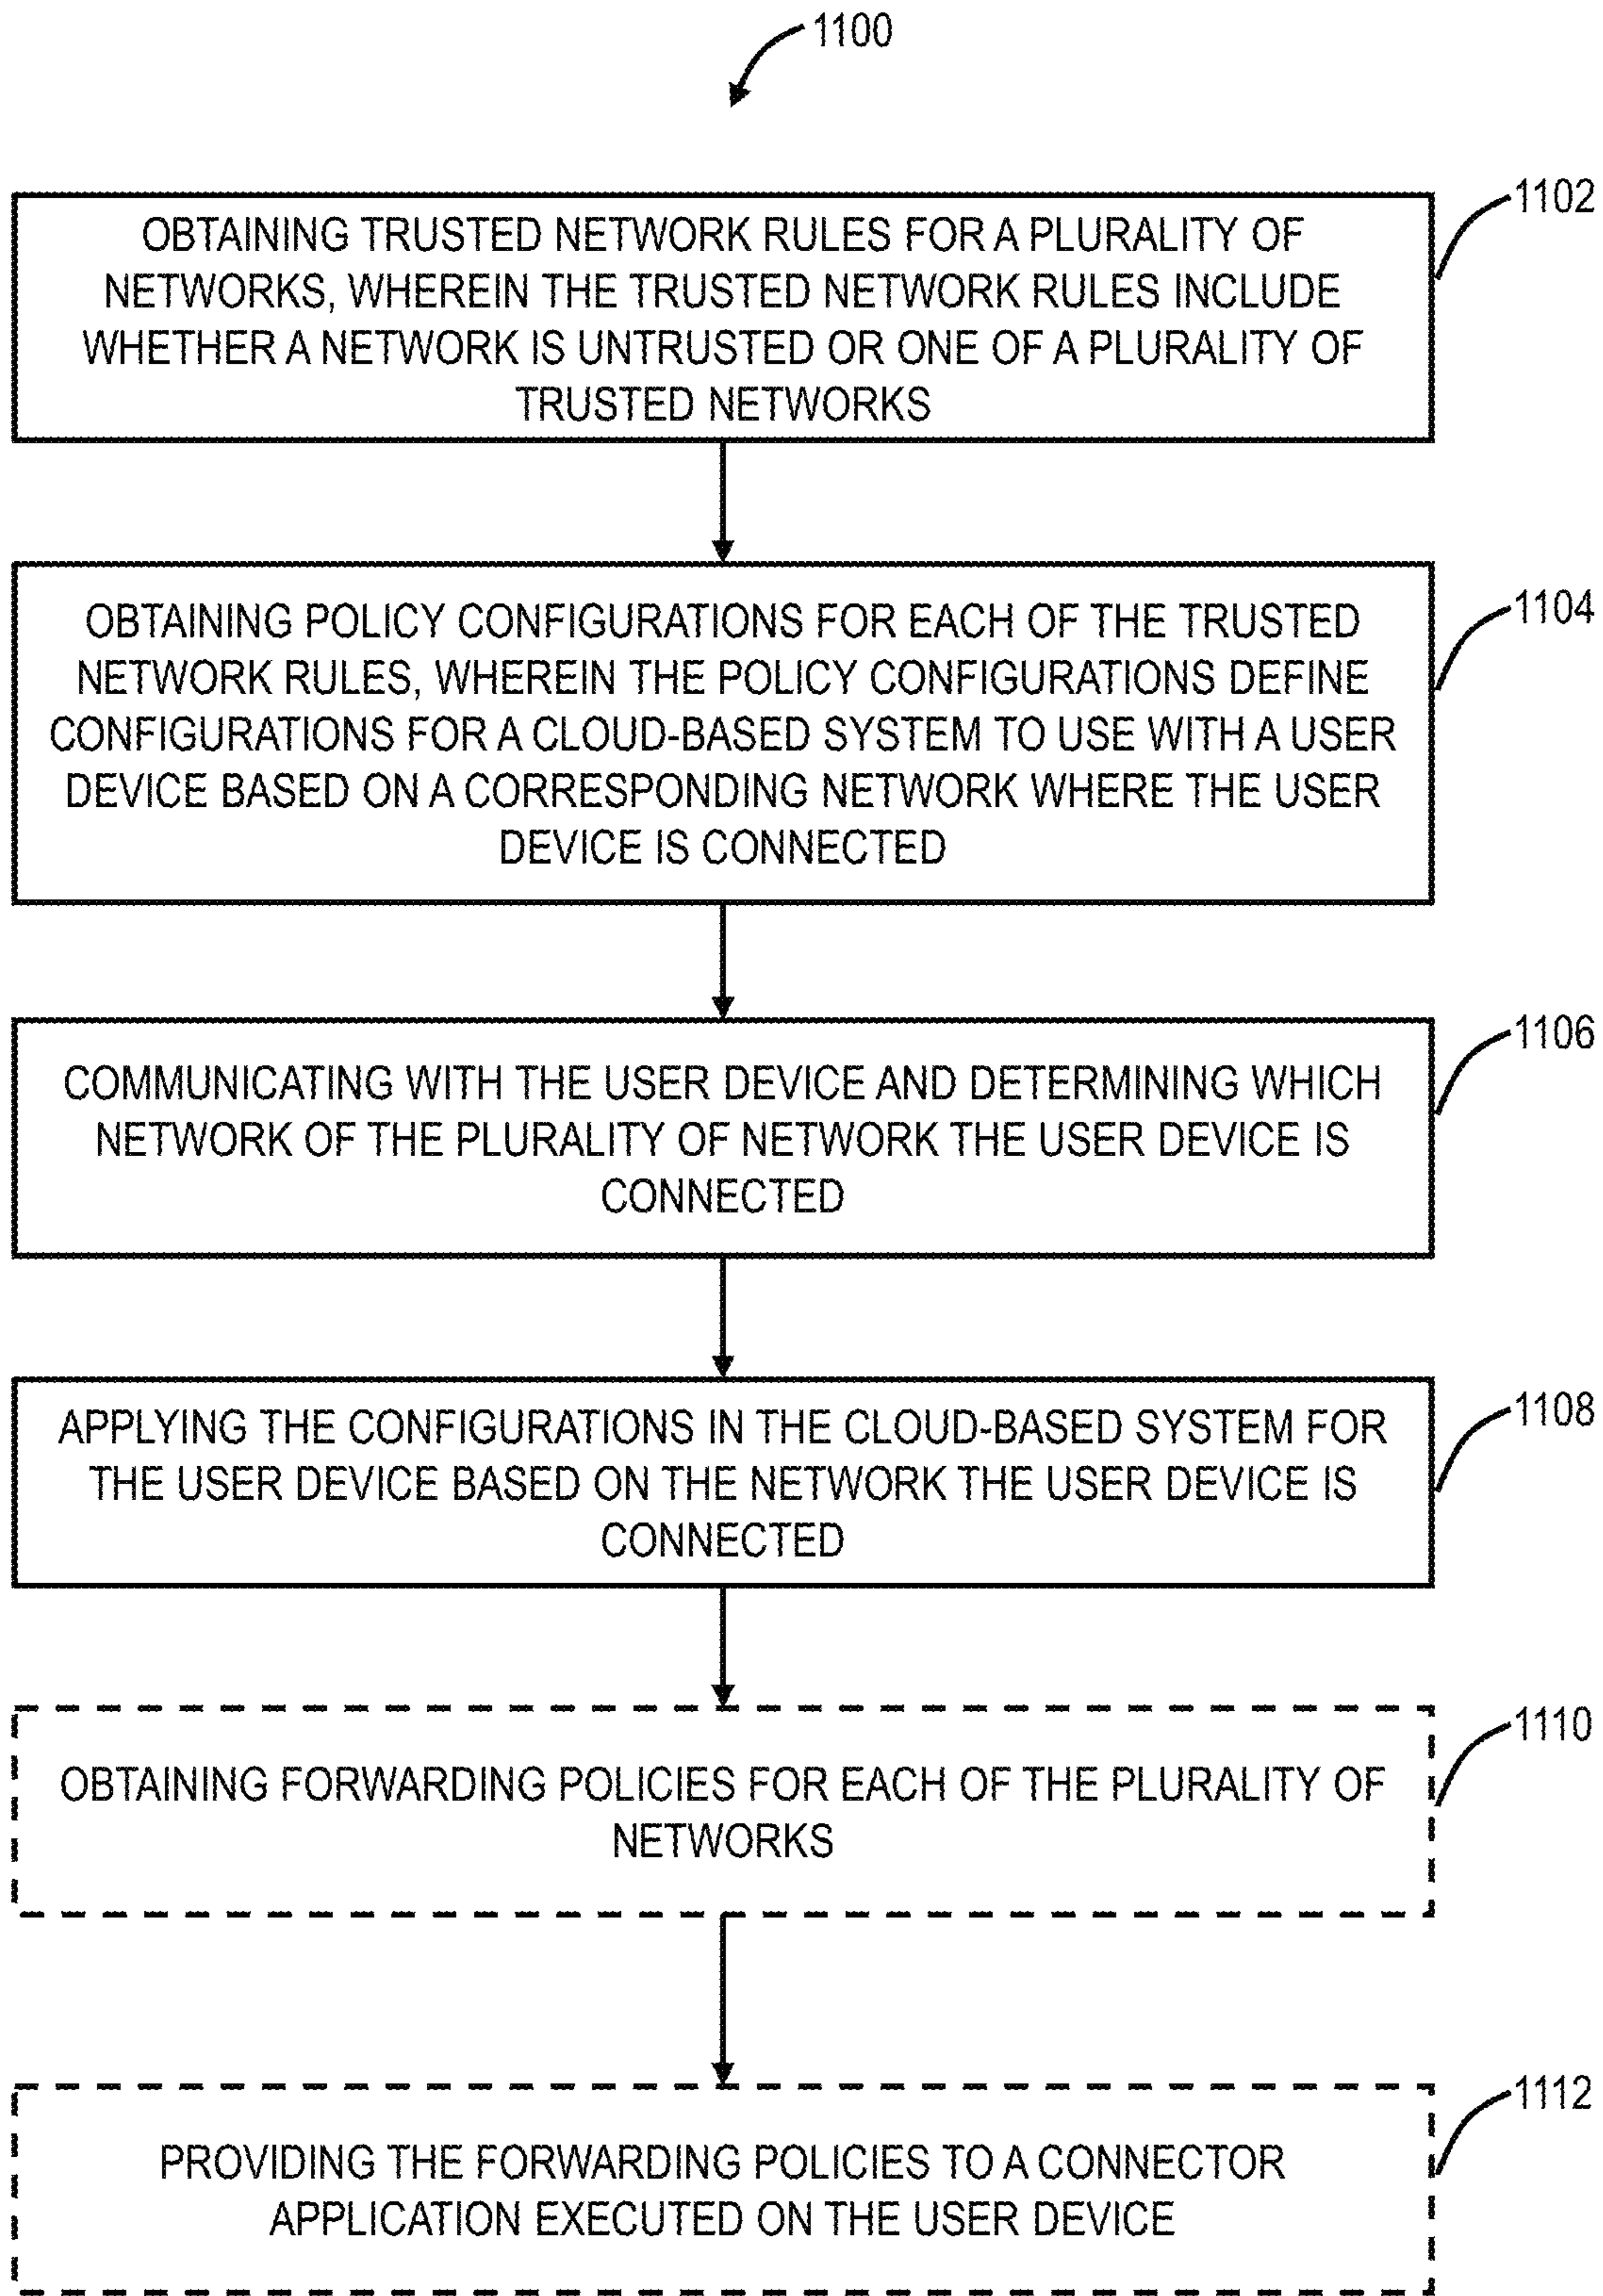 1100
1102
OBTAINING TRUSTED NETWORK RULES FOR A PLURALITY OF
NETWORKS, WHEREIN THE TRUSTED NETWORK RULES INCLUDE
WHETHER A NETWORK IS UNTRUSTED OR ONE OF A PLURALITY OF
TRUSTED NETWORKS
1104
OBTAINING POLICY CONFIGURATIONS FOR EACH OF THE TRUSTED
NETWORK RULES, WHEREIN THE POLICY CONFIGURATIONS DEFINE
CONFIGURATIONS FOR A CLOUD-BASED SYSTEM TO USE WITH A USER
DEVICE BASED ON A CORRESPONDING NETWORK WHERE THE USER
DEVICE IS CONNECTED
1106
COMMUNICATING WITH THE USER DEVICE AND DETERMINING WHICH
NETWORK OF THE PLURALITY OF NETWORK THE USER DEVICE IS
CONNECTED
1108
APPLYING THE CONFIGURATIONS IN THE CLOUD-BASED SYSTEM FOR
THE USER DEVICE BASED ON THE NETWORK THE USER DEVICE IS
CONNECTED
1110
OBTAINING FORWARDING POLICIES FOR EACH OF THE PLURALITY OF
NETWORKS
1112
PROVIDING THE FORWARDING POLICIES TO A CONNECTOR
APPLICATION EXECUTED ON THE USER DEVICE